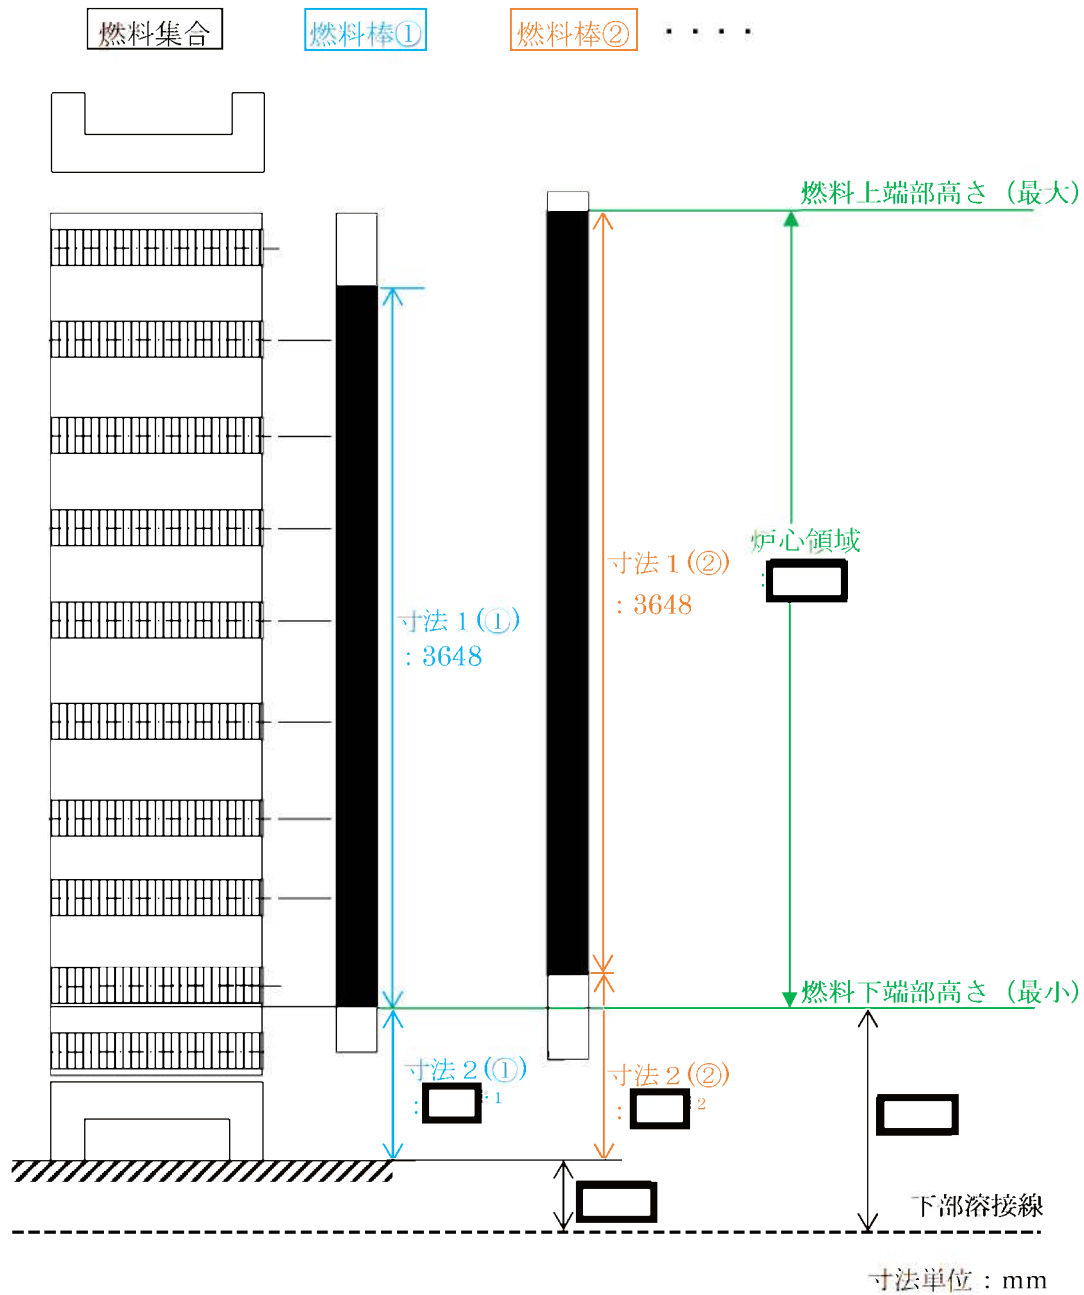 燃料集合
燃料棒①
燃料棒②
・・・・
燃料上端部高さ（最大）
炉心領域
:
寸法1(②)
：3648
寸法1(①)
：3648
燃料下端部高さ（最小）
寸法2(①)
: 1
寸法2(②)
: 2
下部溶接線
寸法単位：mm